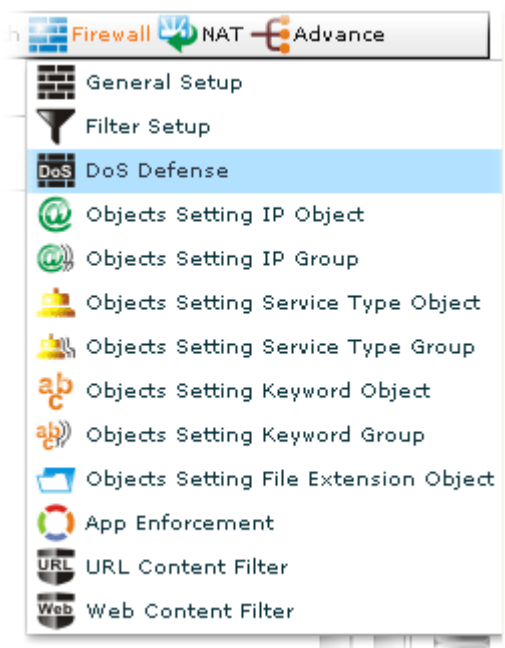 Firewall NAT Advance
General Setup
Filter Setup
DoS DoS Defense
Objects Setting IP Object
Objects Setting IP Group
Objects Setting Service Type Object
Objects Setting Service Type Group
abc Objects Setting Keyword Object
abc Objects Setting Keyword Group
Objects Setting File Extension Object
App Enforcement
URL URL Content Filter
Web Web Content Filter